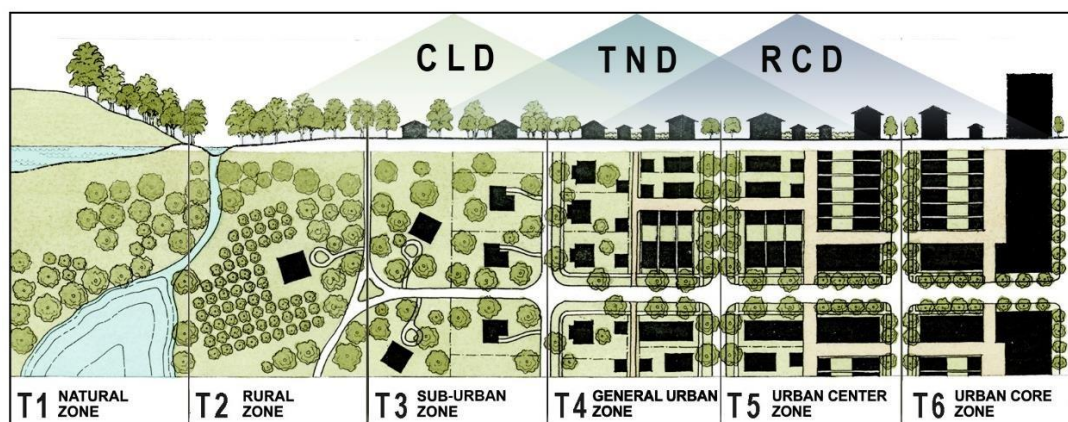 CLD TND RCD
T1 NATURAL ZONE
T2 RURAL ZONE
T3 SUB-URBAN ZONE
T4 GENERAL URBAN ZONE
T5 URBAN CENTER ZONE
T6 URBAN CORE ZONE